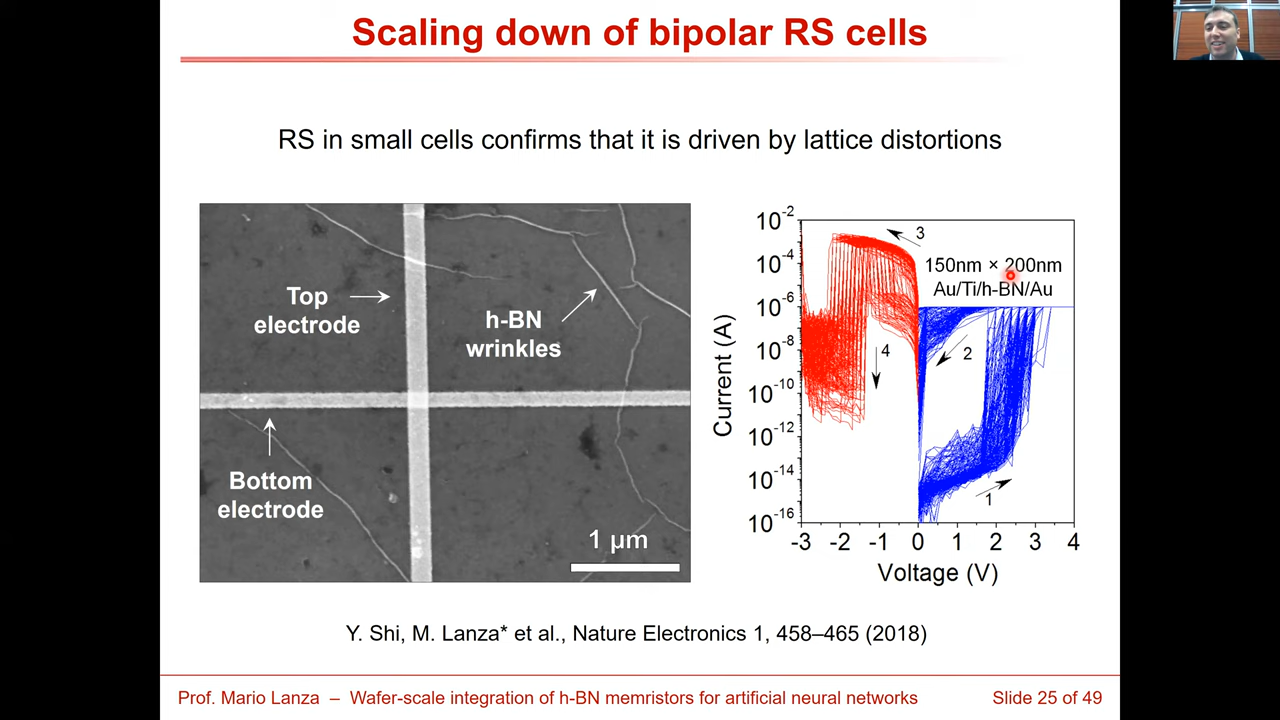 Scaling down of bipolar RS cells
RS in small cells confirms that it is driven by lattice distortions
Top
electrode
h-BN
wrinkles
Bottom
electrode
1 μm
Current (A)
10⁻²
10⁻⁴
10⁻⁶
10⁻⁸
10⁻¹⁰
10⁻¹²
10⁻¹⁴
10⁻¹⁶
3
150nm × 200nm
Au/Ti/h-BN/Au
4
2
1
-3 -2 -1 0 1 2 3 4
Voltage (V)
Y. Shi, M. Lanza* et al., Nature Electronics 1, 458–465 (2018)
Prof. Mario Lanza – Wafer-scale integration of h-BN memristors for artificial neural networks
Slide 25 of 49